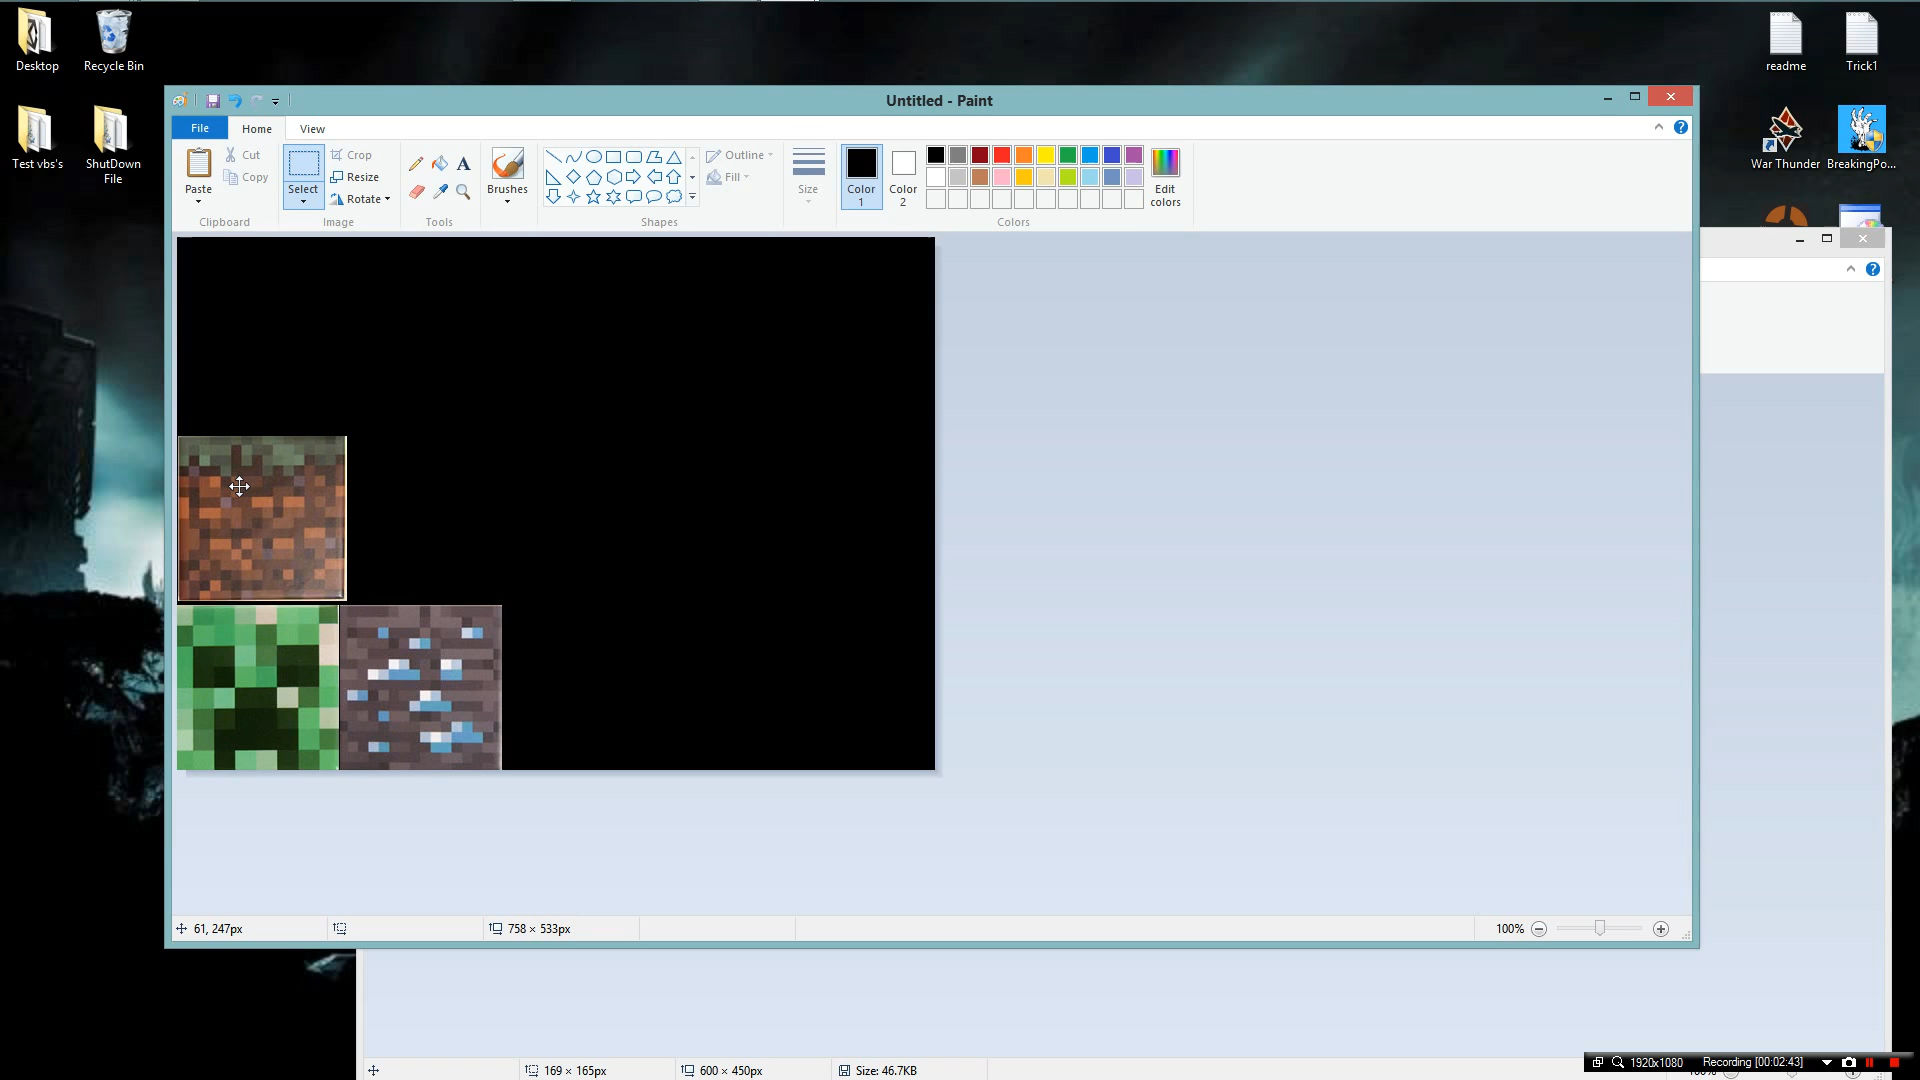 Desktop
Recycle Bin
readme
Trick1
Untitled - Paint
File
Home
View
Test vbs's
ShutDown
File
War Thunder
BreakingPo...
Paste
Cut
Copy
Clipboard
Select
Crop
Resize
Rotate
Image
A
Tools
Brushes
Shapes
Outline
Fill
Size
Color
1
Color
2
Edit
colors
Colors
61, 247px
758 × 533px
100%
169 × 165px
600 × 450px
Size: 46.7KB
1920x1080
Recording [00:02:43]